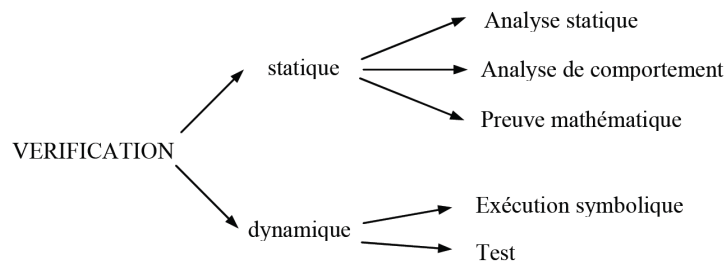 Analyse statique
statique
Analyse de comportement
Preuve mathématique
VERIFICATION
Exécution symbolique
dynamique
Test